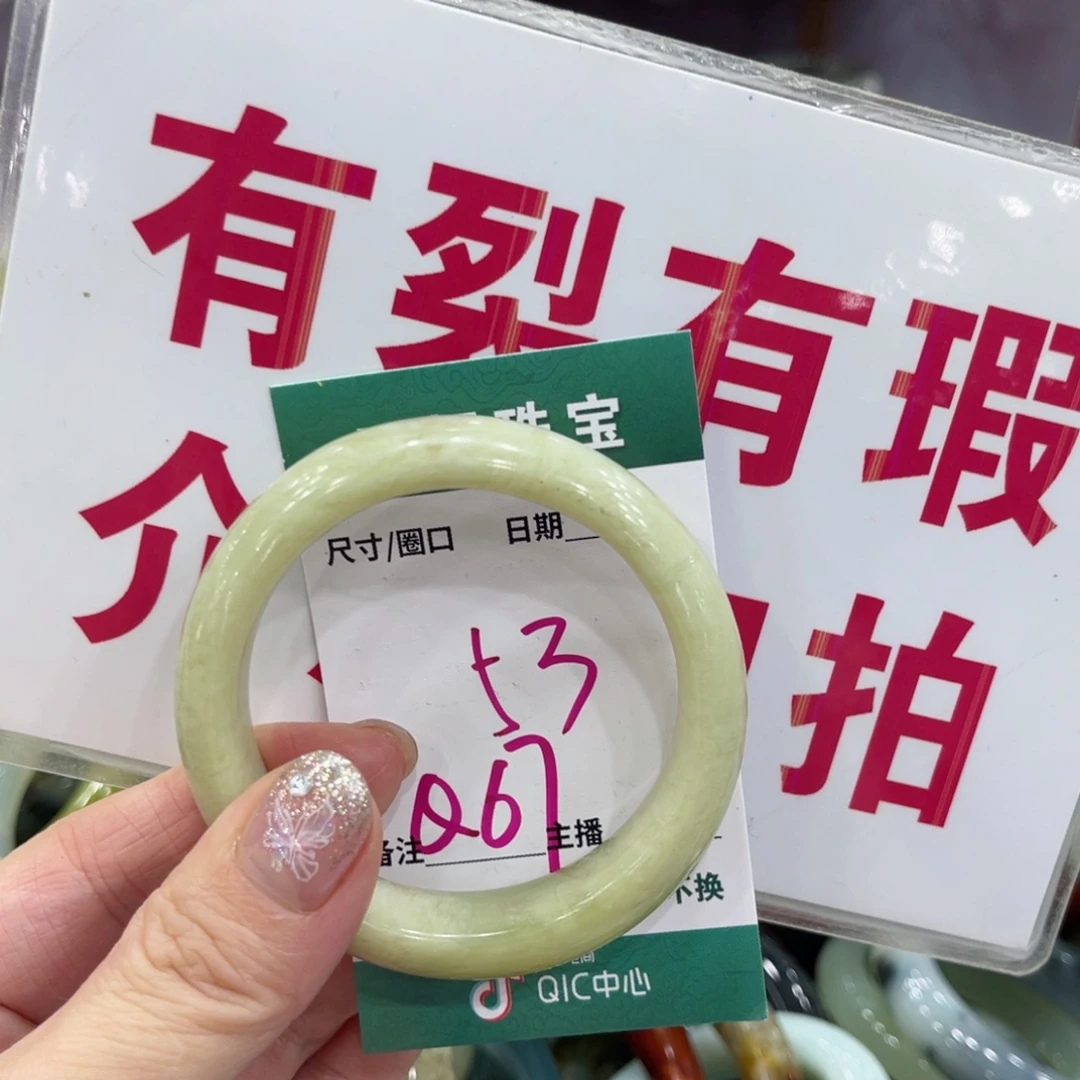 有裂有瑕
介 拍
珠宝
尺寸/圈口 日期
53
Q67
备注 主播
不换
QIC中心